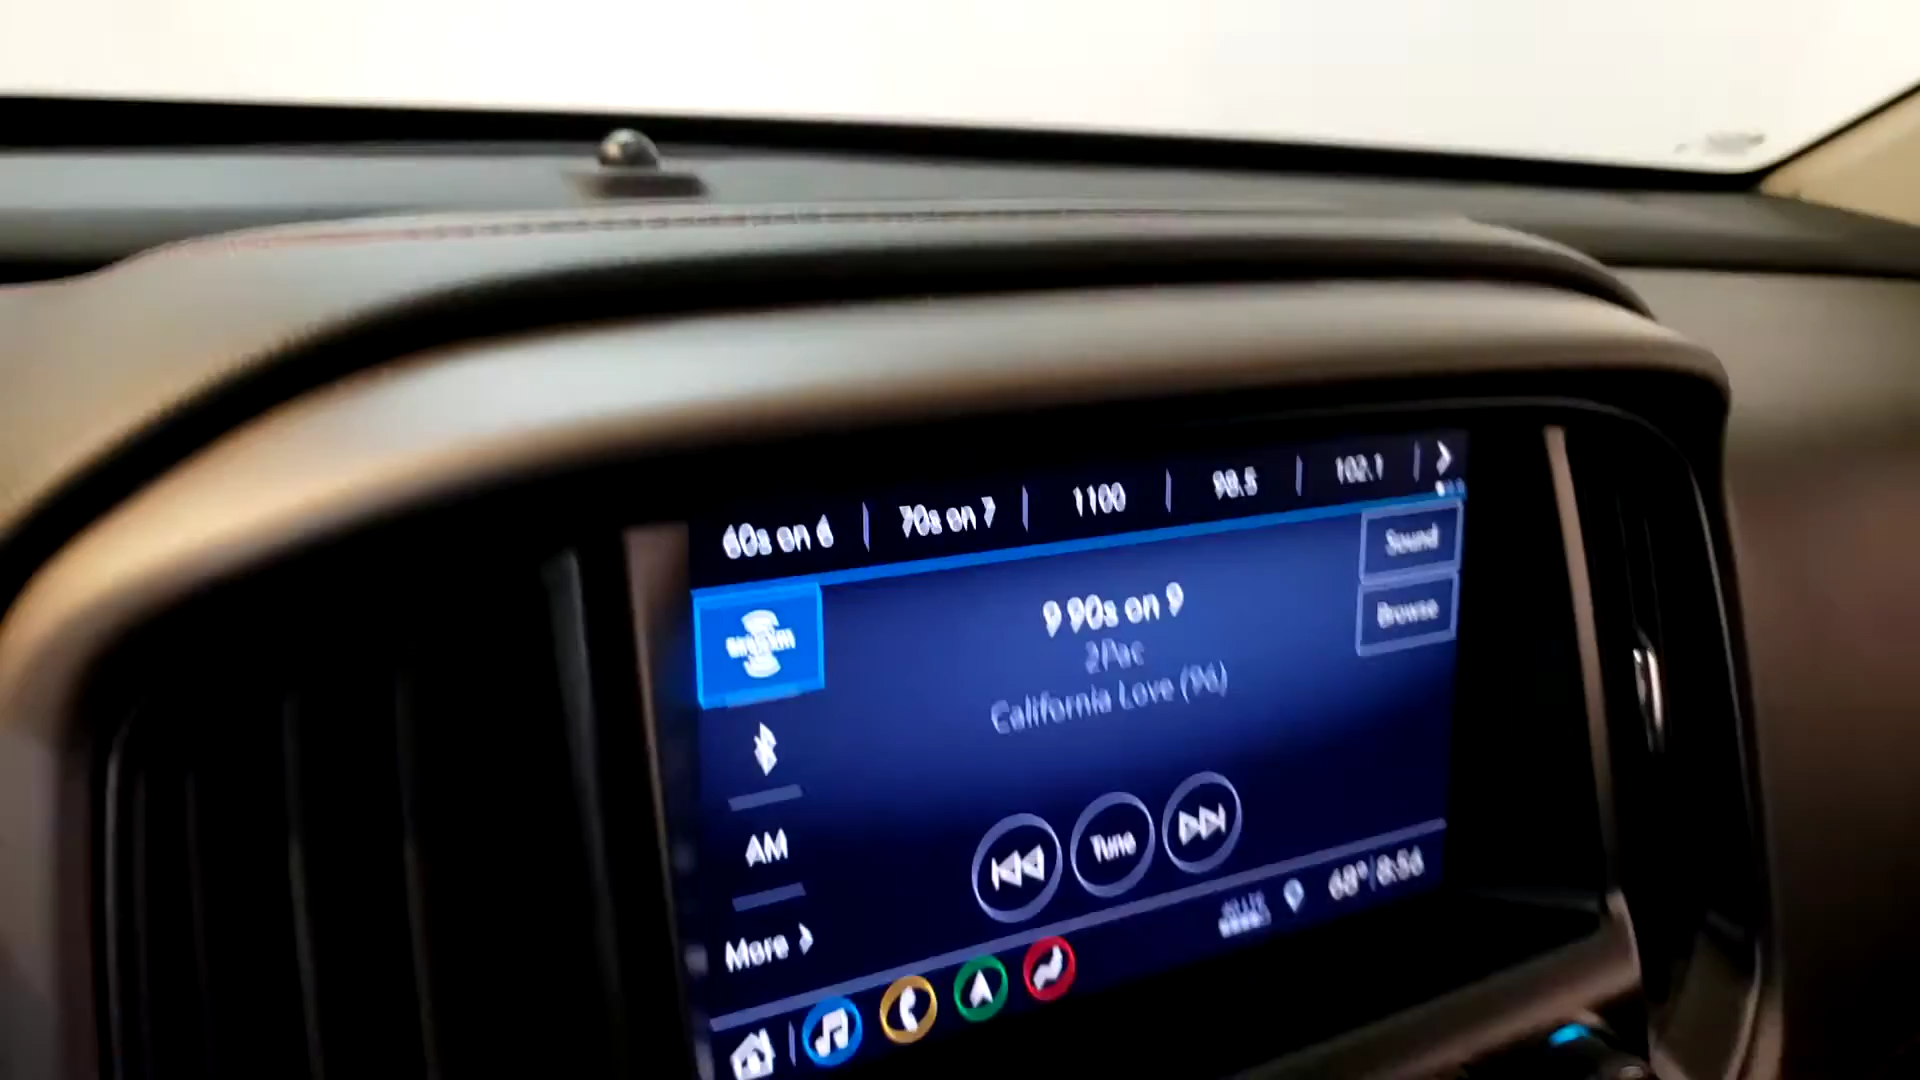 60s on 6 | 70s on 7 | 1100 | 98.5 | 102.1
Sound
Browse
9 90s on 9
2Pac
California Love (96)
AM
Tune
More
68° 8:56